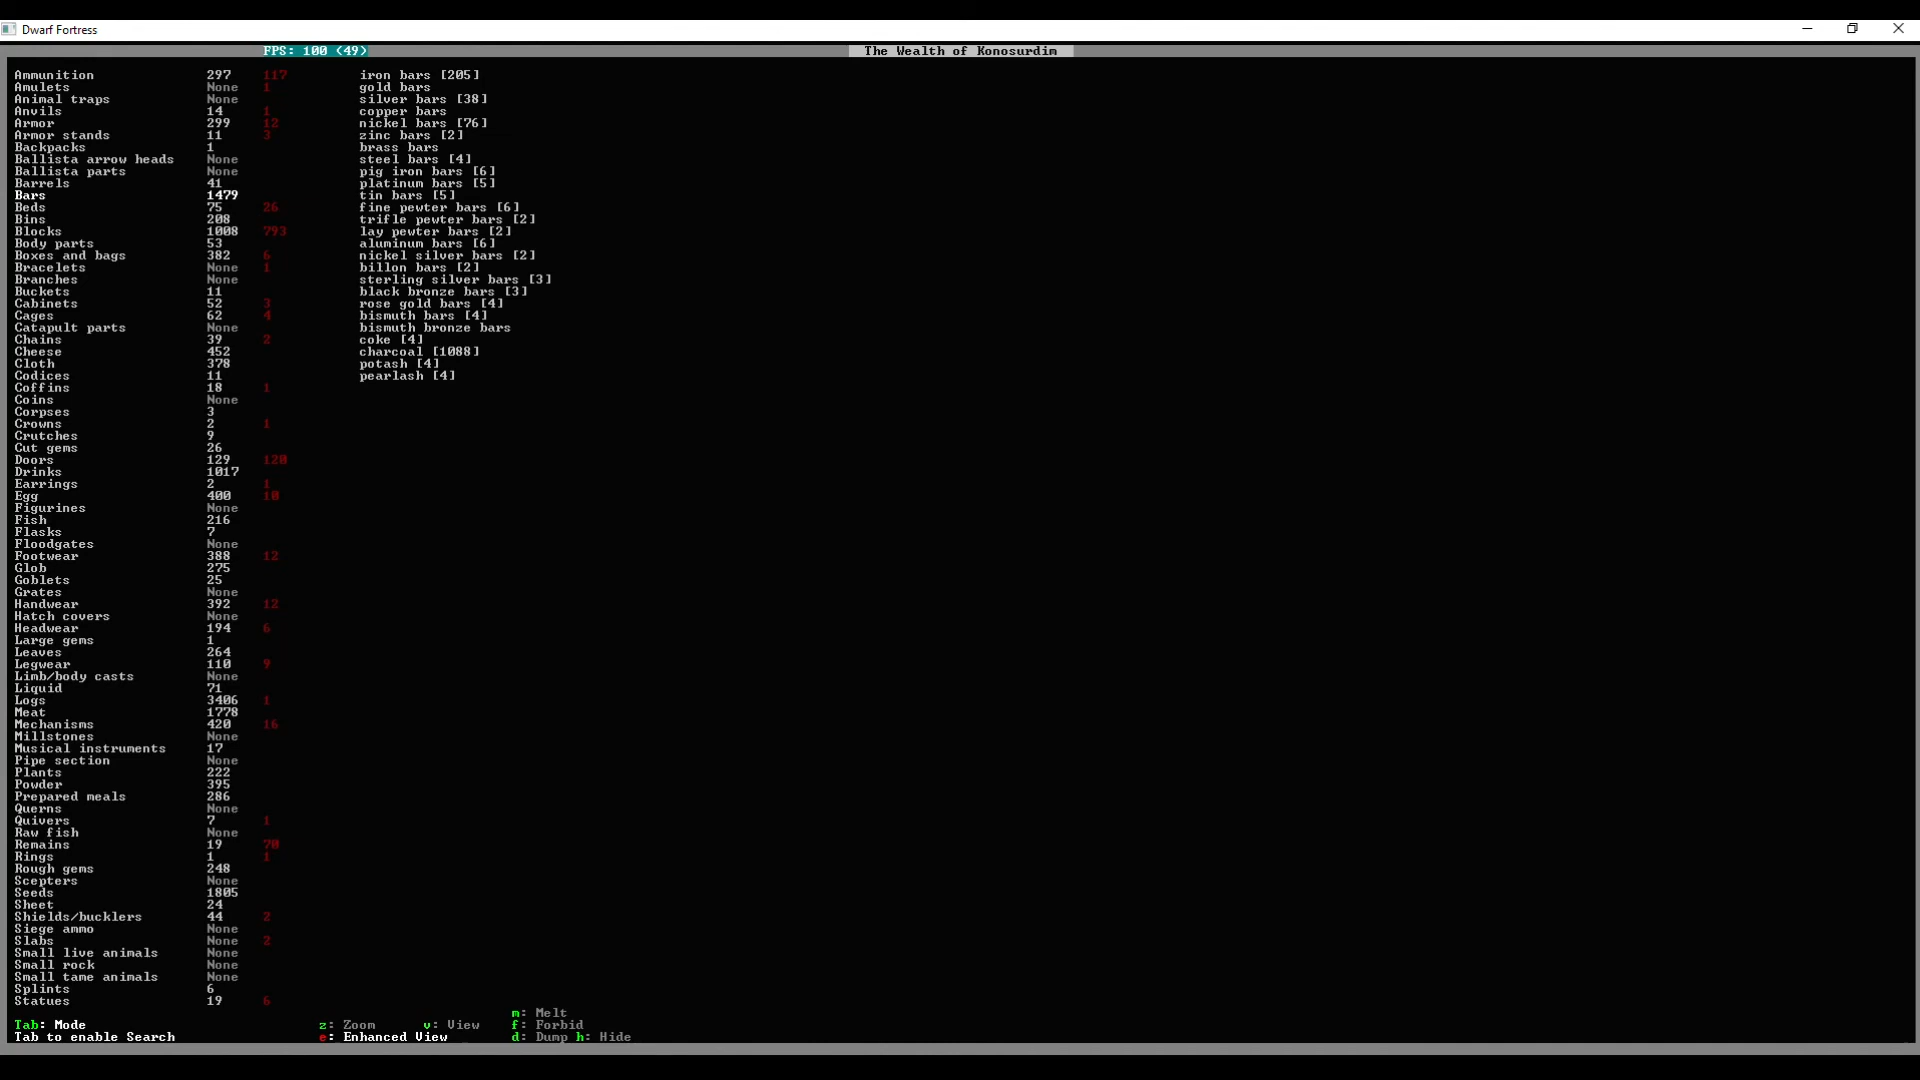 Dwarf Fortress
FPS: 100 (49)
The Wealth of Konosurdim
Ammunition 297 117 iron bars [205]
Amulets None 1 gold bars
Animal traps None silver bars [38]
Anvils 14 1 copper bars
Armor 299 12 nickel bars [76]
Armor stands 11 3 zinc bars [2]
Backpacks 1 brass bars
Ballista arrow heads None steel bars [4]
Ballista parts None pig iron bars [6]
Barrels 41 platinum bars [5]
Bars 1479 tin bars [5]
Beds 75 26 fine pewter bars [6]
Bins 208 trifle pewter bars [2]
Blocks 1008 793 lay pewter bars [2]
Body parts 53 aluminum bars [6]
Boxes and bags 382 6 nickel silver bars [2]
Bracelets None 1 billon bars [2]
Branches None sterling silver bars [3]
Buckets 11 black bronze bars [3]
Cabinets 52 3 rose gold bars [4]
Cages 62 4 bismuth bars [4]
Catapult parts None bismuth bronze bars
Chains 39 2 coke [4]
Cheese 452 charcoal [1088]
Cloth 378 potash [4]
Codices 11 pearlash [4]
Coffins 18 1
Coins None
Corpses 3
Crowns 2 1
Crutches 9
Cut gems 26
Doors 129 120
Drinks 1017
Earrings 2 1
Egg 400 10
Figurines None
Fish 216
Flasks 7
Floodgates None
Footwear 388 12
Glob 275
Goblets 25
Grates None
Handwear 392 12
Hatch covers None
Headwear 194 6
Large gems 1
Leaves 264
Legwear 110 9
Limb/body casts None
Liquid 71
Logs 3406 1
Meat 1778
Mechanisms 420 16
Millstones None
Musical instruments 17
Pipe section None
Plants 222
Powder 395
Prepared meals 286
Querns None
Quivers 7 1
Raw fish None
Remains 19 70
Rings 1 1
Rough gems 248
Scepters None
Seeds 1805
Sheet 24
Shields/bucklers 44 2
Siege ammo None
Slabs None 2
Small live animals None
Small rock None
Small tame animals None
Splints 6
Statues 19 6
m: Melt
Tab: Mode z: Zoom v: View f: Forbid
Tab to enable Search e: Enhanced View d: Dump h: Hide